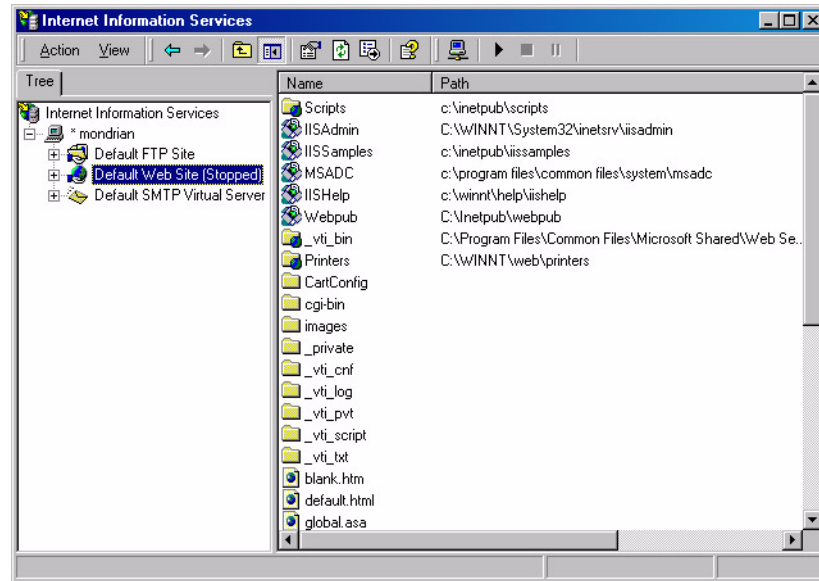 Internet Information Services
Action View
Tree
Internet Information Services
* mondrian
Default FTP Site
Default Web Site (Stopped)
Default SMTP Virtual Server
Name Path
Scripts c:\inetpub\scripts
IISAdmin C:\WINNT\System32\inetsrv\iisadmin
IISSamples c:\inetpub\iissamples
MSADC c:\program files\common files\system\msadc
IISHelp c:\winnt\help\iishelp
Webpub C:\Inetpub\webpub
_vti_bin C:\Program Files\Common Files\Microsoft Shared\Web Se..
Printers C:\WINNT\web\printers
CartConfig
cgi-bin
images
_private
_vti_cnf
_vti_log
_vti_pvt
_vti_script
_vti_txt
blank.htm
default.html
global.asa